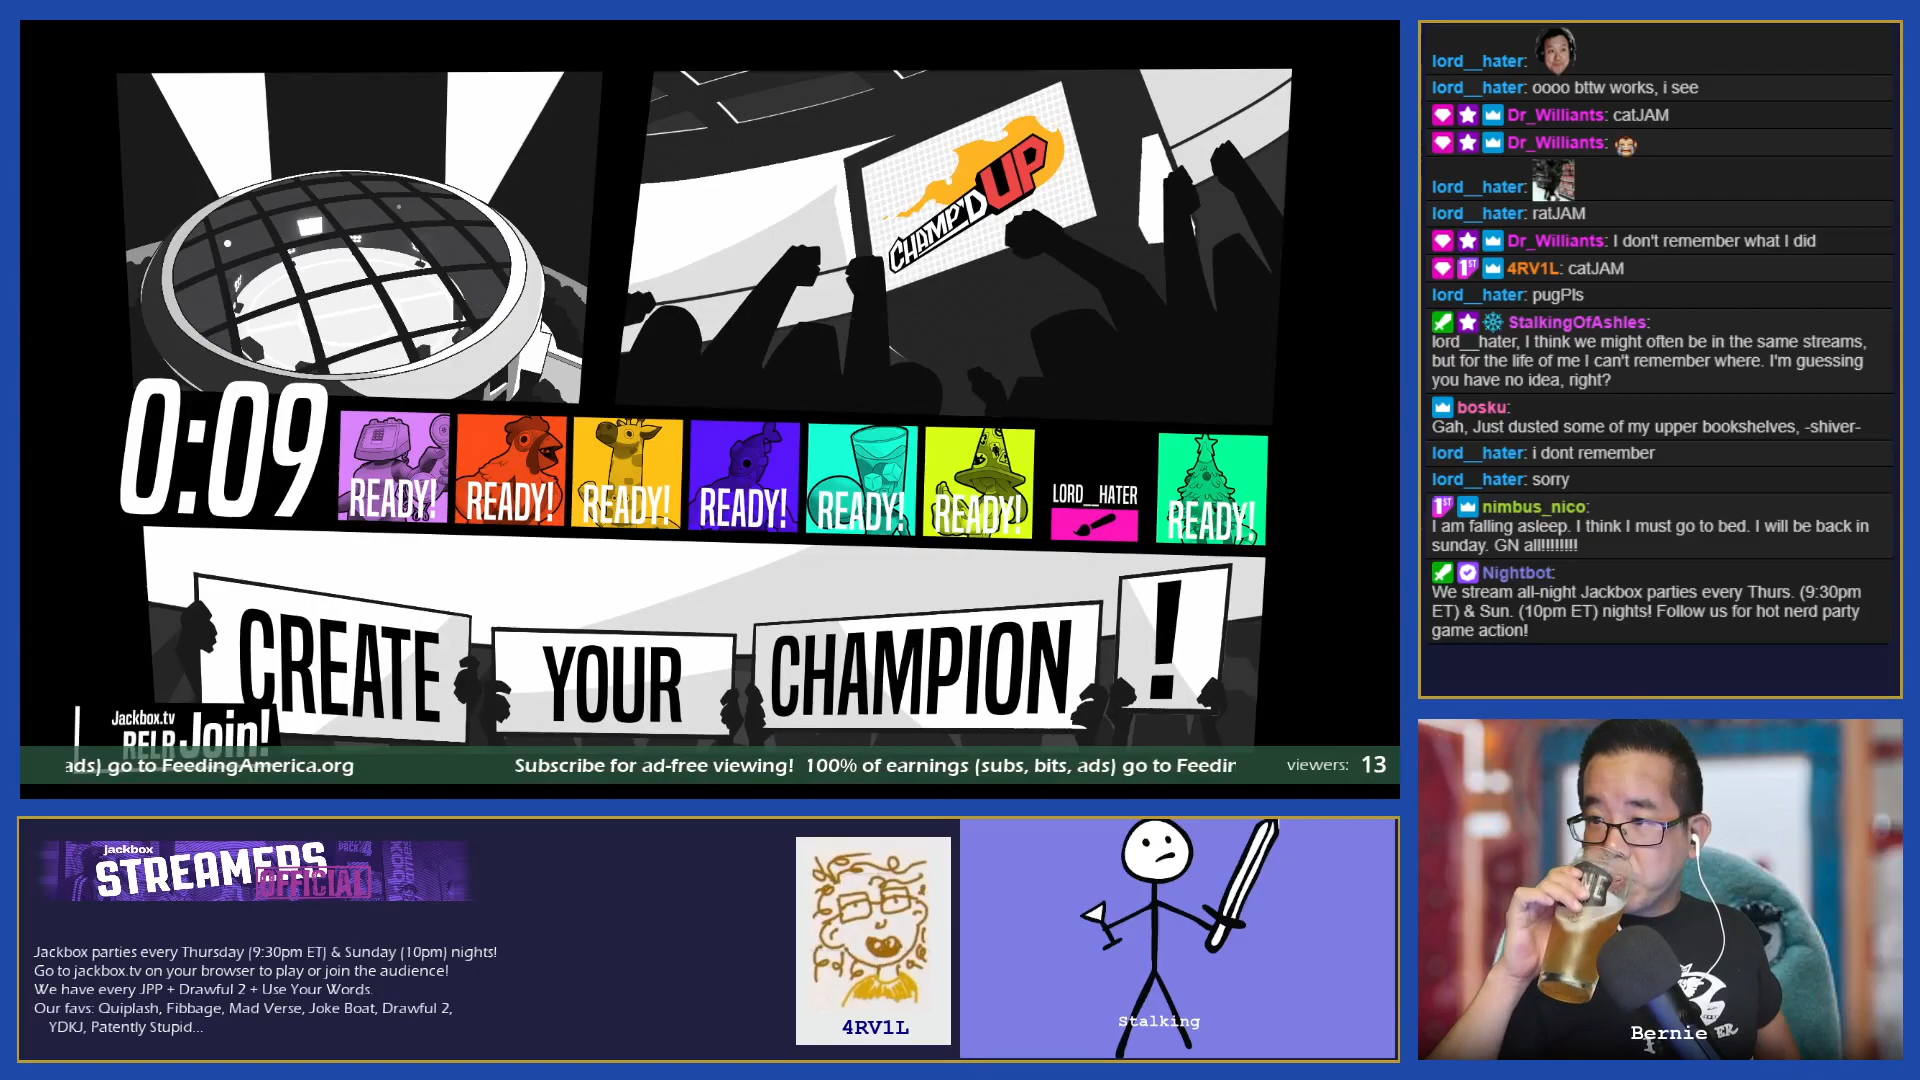 CHAMP'D UP
0:09
READY!
READY!
READY!
READY!
READY!
READY!
LORD__HATER
READY!
CREATE YOUR CHAMPION!
Jackbox.tv
RELR Join!
ads) go to FeedingAmerica.org Subscribe for ad-free viewing! 100% of earnings (subs, bits, ads) go to Feedin
viewers: 13
jackbox
STREAMERS
OFFICIAL
Jackbox parties every Thursday (9:30pm ET) & Sunday (10pm) nights!
Go to jackbox.tv on your browser to play or join the audience!
We have every JPP + Drawful 2 + Use Your Words.
Our favs: Quiplash, Fibbage, Mad Verse, Joke Boat, Drawful 2,
YDKJ, Patently Stupid...
4RV1L
Stalking
lord__hater:
lord__hater: oooo bttw works, i see
Dr_Williants: catJAM
Dr_Williants:
lord__hater:
lord__hater: ratJAM
Dr_Williants: I don't remember what I did
1ST 4RV1L: catJAM
lord__hater: pugPls
StalkingOfAshles:
lord__hater, I think we might often be in the same streams,
but for the life of me I can't remember where. I'm guessing
you have no idea, right?
bosku:
Gah, Just dusted some of my upper bookshelves, -shiver-
lord__hater: i dont remember
lord__hater: sorry
1ST nimbus_nico:
I am falling asleep. I think I must go to bed. I will be back in
sunday. GN all!!!!!!!!!
Nightbot:
We stream all-night Jackbox parties every Thurs. (9:30pm
ET) & Sun. (10pm ET) nights! Follow us for hot nerd party
game action!
Bernie